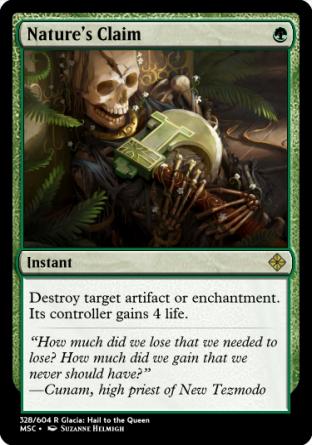 Nature's Claim
Instant
Destroy target artifact or enchantment.
Its controller gains 4 life.
“How much did we lose that we needed to
lose? How much did we gain that we
never should have?”
—Cunam, high priest of New Tezmodo
328/604 R Glacia: Hail to the Queen
MSC • Suzanne Helmigh